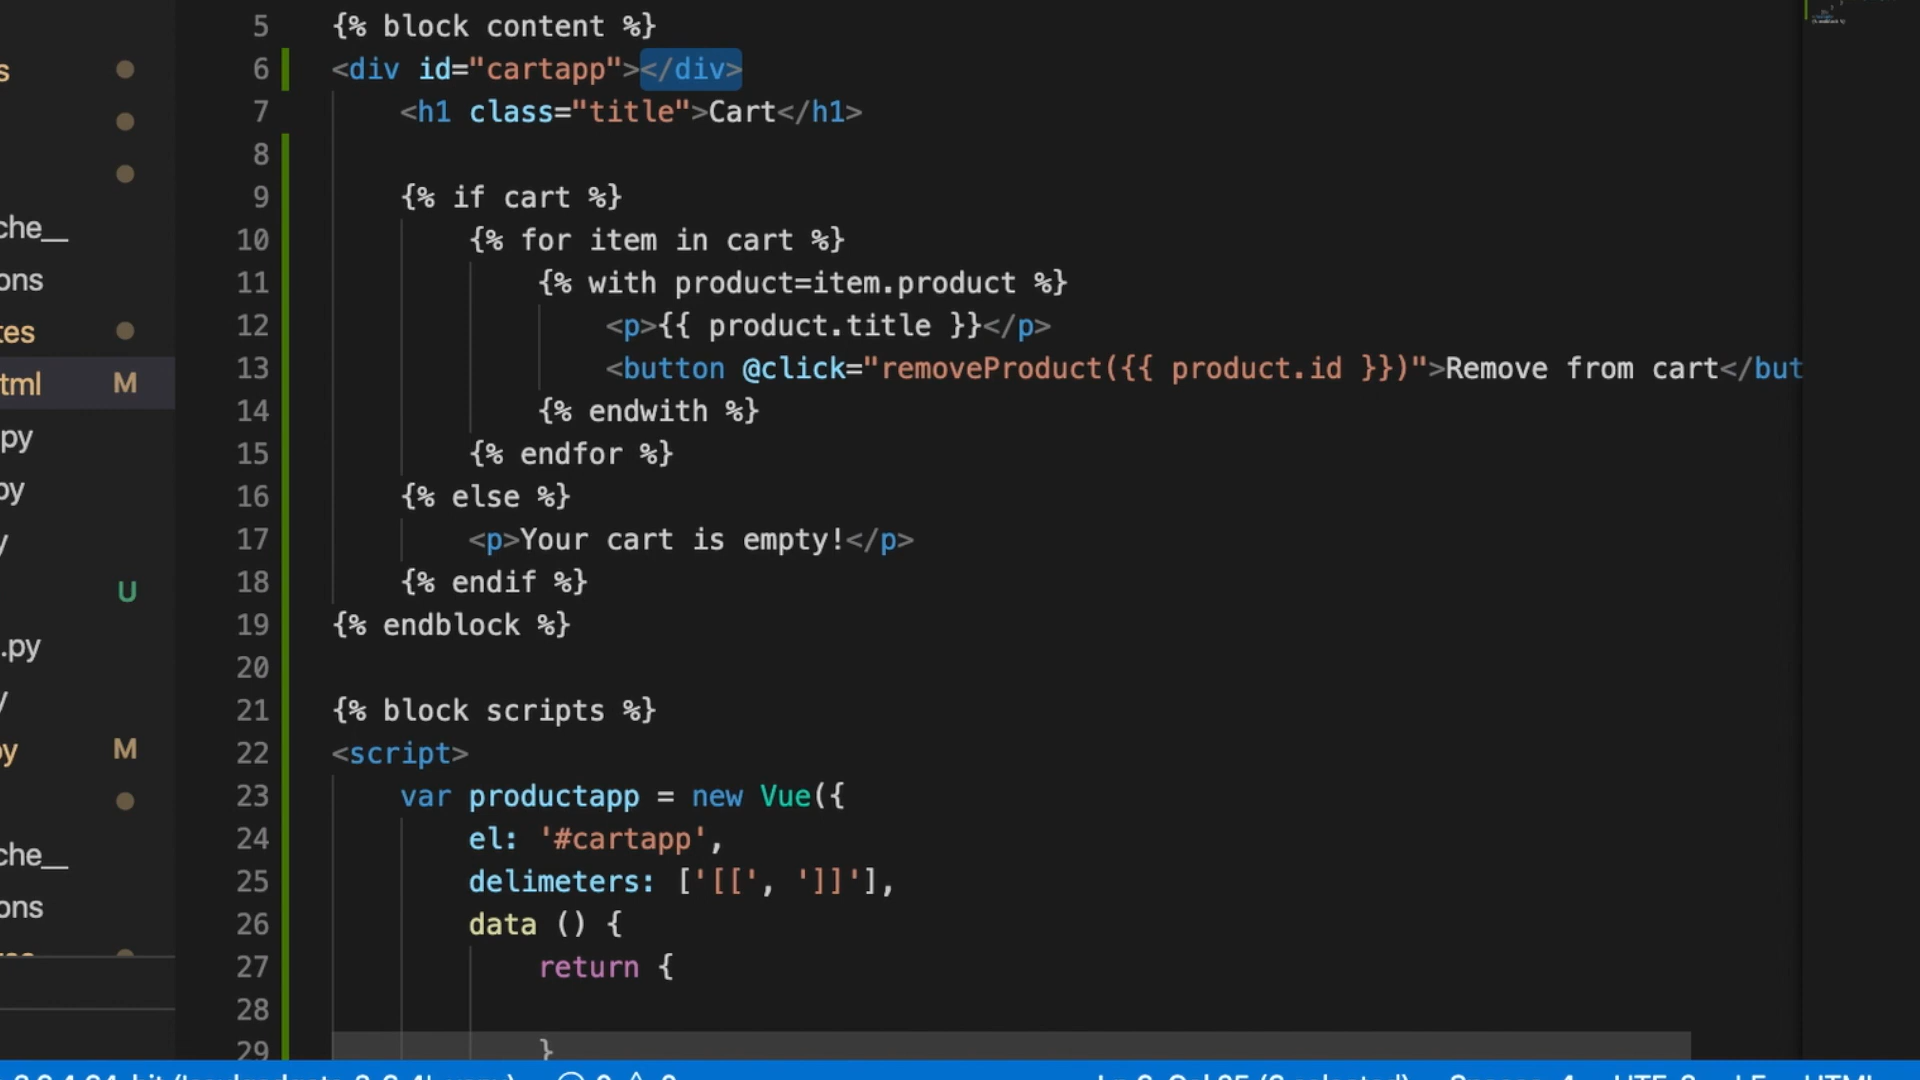 5 {% block content %}
6 <div id="cartapp"></div>
7 <h1 class="title">Cart</h1>
8
9 {% if cart %}
10 {% for item in cart %}
11 {% with product=item.product %}
12 <p>{{ product.title }}</p>
13 <button @click="removeProduct({{ product.id }})">Remove from cart</but
14 {% endwith %}
15 {% endfor %}
16 {% else %}
17 <p>Your cart is empty!</p>
18 {% endif %}
19 {% endblock %}
20
21 {% block scripts %}
22 <script>
23 var productapp = new Vue({
24 el: '#cartapp',
25 delimeters: ['[[', ']]'],
26 data () {
27 return {
28
29 }
s
che__
ons
tes
tml M
py
py
y
U
.py
y
py M
che__
ons